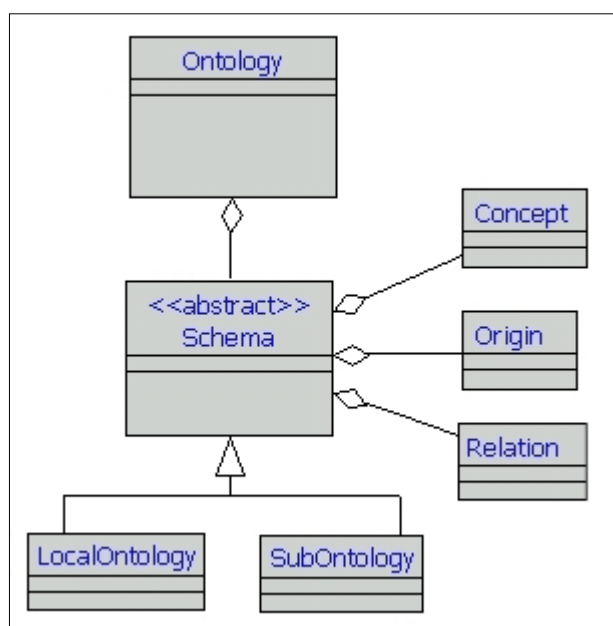 Ontology
Concept
<<abstract>>
Schema
Origin
Relation
LocalOntology
SubOntology